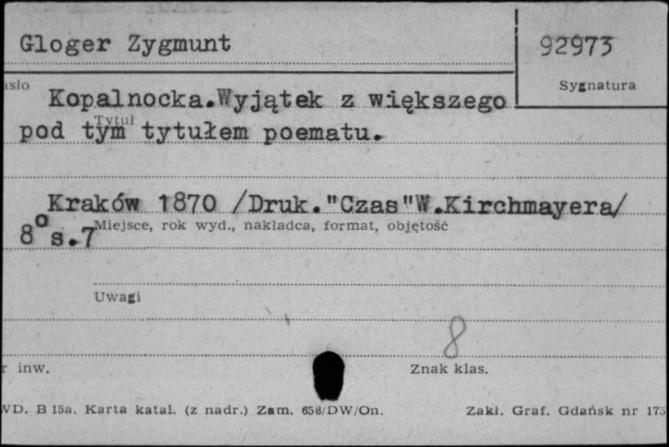 Gloger Zygmunt
92973
Sygnatura
Kopalnocka.Wyjątek z większego
pod tym tytułem poematu.
Tytuł
Kraków 1870 /Druk."Czas"W.Kirchmayera/
8° s.7
Miejsce, rok wyd., nakładca, format, objętość
Uwagi
8
inw.
Znak klas.
WD. B 15a. Karta katal. (z nadr.) Zam. 658/DW/On.
Zakł. Graf. Gdańsk nr 173